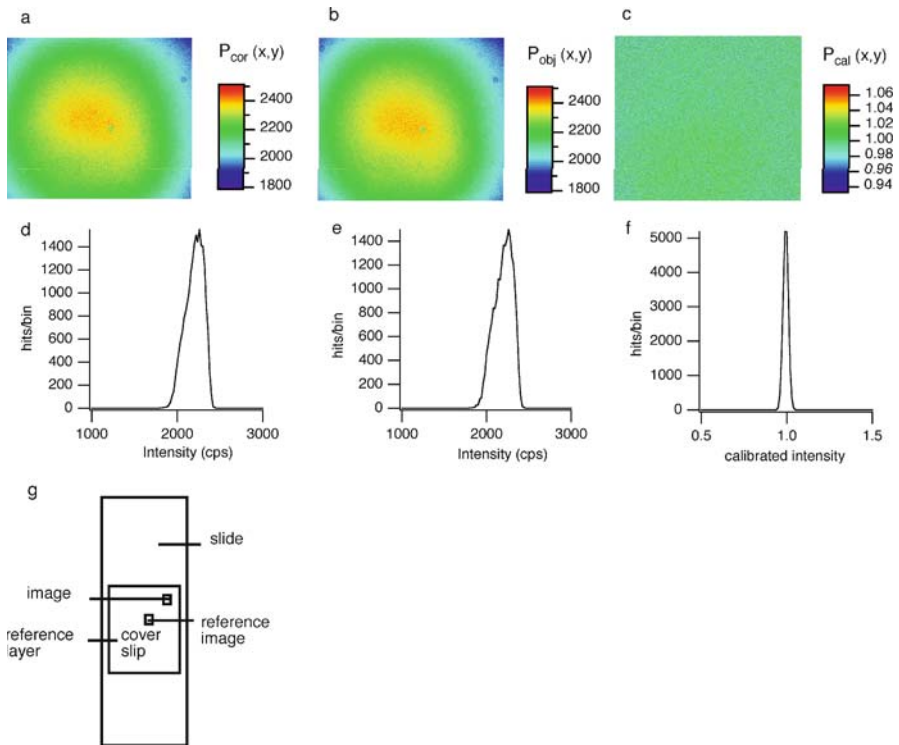 a
P_cor (x,y)
2400
2200
2000
1800
b
P_obj (x,y)
2400
2200
2000
1800
c
P_cal (x,y)
1.06
1.04
1.02
1.00
0.98
0.96
0.94
d
hits/bin
1400
1200
1000
800
600
400
200
0
1000
2000
3000
Intensity (cps)
e
hits/bin
1400
1200
1000
800
600
400
200
0
1000
2000
3000
Intensity (cps)
f
hits/bin
5000
4000
3000
2000
1000
0
0.5
1.0
1.5
calibrated intensity
g
slide
image
reference
image
cover
slip
reference
layer